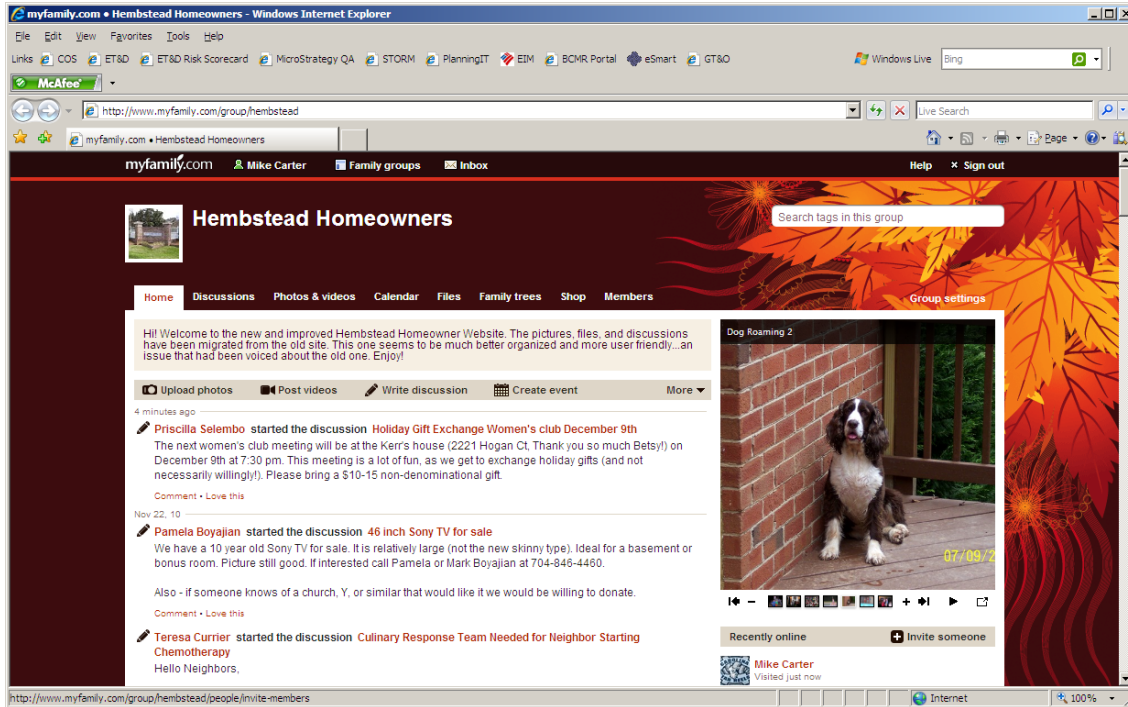 myfamily.com • Hembstead Homeowners - Windows Internet Explorer
File Edit View Favorites Tools Help
Links COS ET&D ET&D Risk Scorecard MicroStrategy QA STORM PlanningIT EIM BCMR Portal eSmart GT&O Windows Live Bing
McAfee
http://www.myfamily.com/group/hembstead Live Search
myfamily.com • Hembstead Homeowners Page
myfamily.com Mike Carter Family groups Inbox Help × Sign out
Hembstead Homeowners
Search tags in this group
Home Discussions Photos & videos Calendar Files Family trees Shop Members Group settings
Hi! Welcome to the new and improved Hembstead Homeowner Website. The pictures, files, and discussions
have been migrated from the old site. This one seems to be much better organized and more user friendly...an
issue that had been voiced about the old one. Enjoy!
Dog Roaming 2
Upload photos Post videos Write discussion Create event More
4 minutes ago
Priscilla Selembo started the discussion Holiday Gift Exchange Women's club December 9th
The next women's club meeting will be at the Kerr's house (2221 Hogan Ct, Thank you so much Betsy!) on
December 9th at 7:30 pm. This meeting is a lot of fun, as we get to exchange holiday gifts (and not
necessarily willingly!). Please bring a $10-15 non-denominational gift.
Comment • Love this
Nov 22, 10
Pamela Boyajian started the discussion 46 inch Sony TV for sale
We have a 10 year old Sony TV for sale. It is relatively large (not the new skinny type). Ideal for a basement or
bonus room. Picture still good. If interested call Pamela or Mark Boyajian at 704-846-4460.
Also - if someone knows of a church, Y, or similar that would like it we would be willing to donate.
Comment • Love this
Teresa Currier started the discussion Culinary Response Team Needed for Neighbor Starting
Chemotherapy
Hello Neighbors,
07/09/2
Recently online Invite someone
Mike Carter
Visited just now
http://www.myfamily.com/group/hembstead/people/invite-members Internet 100%